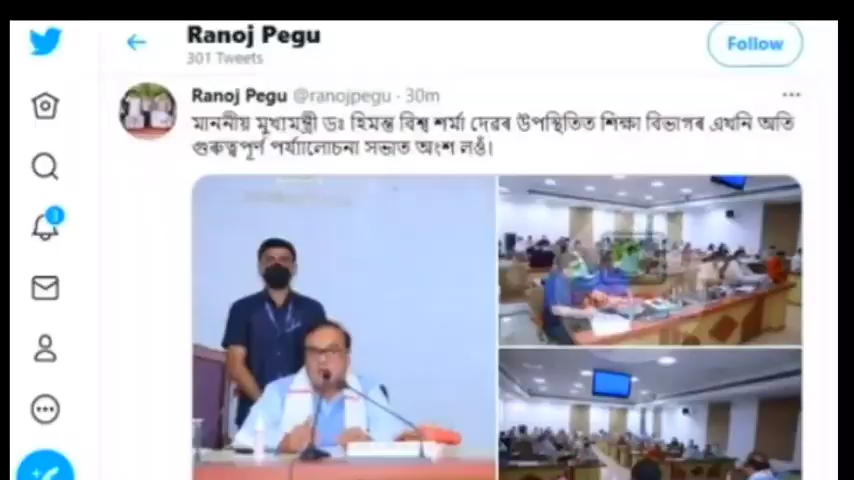 Ranoj Pegu
301 Tweets
Follow
Ranoj Pegu @ranojpegu · 30m
মাননীয় মুখ্যমন্ত্ৰী ডঃ হিমন্ত বিশ্ব শৰ্মা দেৱৰ উপস্থিতিত শিক্ষা বিভাগৰ এখনি অতি
গুৰুত্বপূৰ্ণ পৰ্য্যালোচনা সভাত অংশ লওঁ।
3